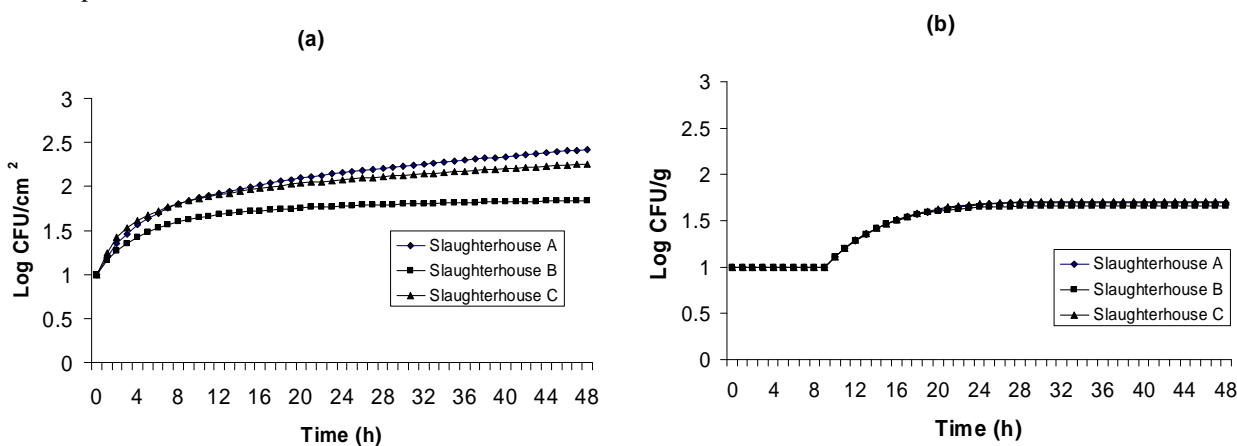 (a)
Log CFU/cm²
3
2.5
2
1.5
1
0.5
0
0 4 8 12 16 20 24 28 32 36 40 44 48
Time (h)
Slaughterhouse A
Slaughterhouse B
Slaughterhouse C
(b)
Log CFU/g
3
2.5
2
1.5
1
0.5
0
0 4 8 12 16 20 24 28 32 36 40 44 48
Time (h)
Slaughterhouse A
Slaughterhouse B
Slaughterhouse C